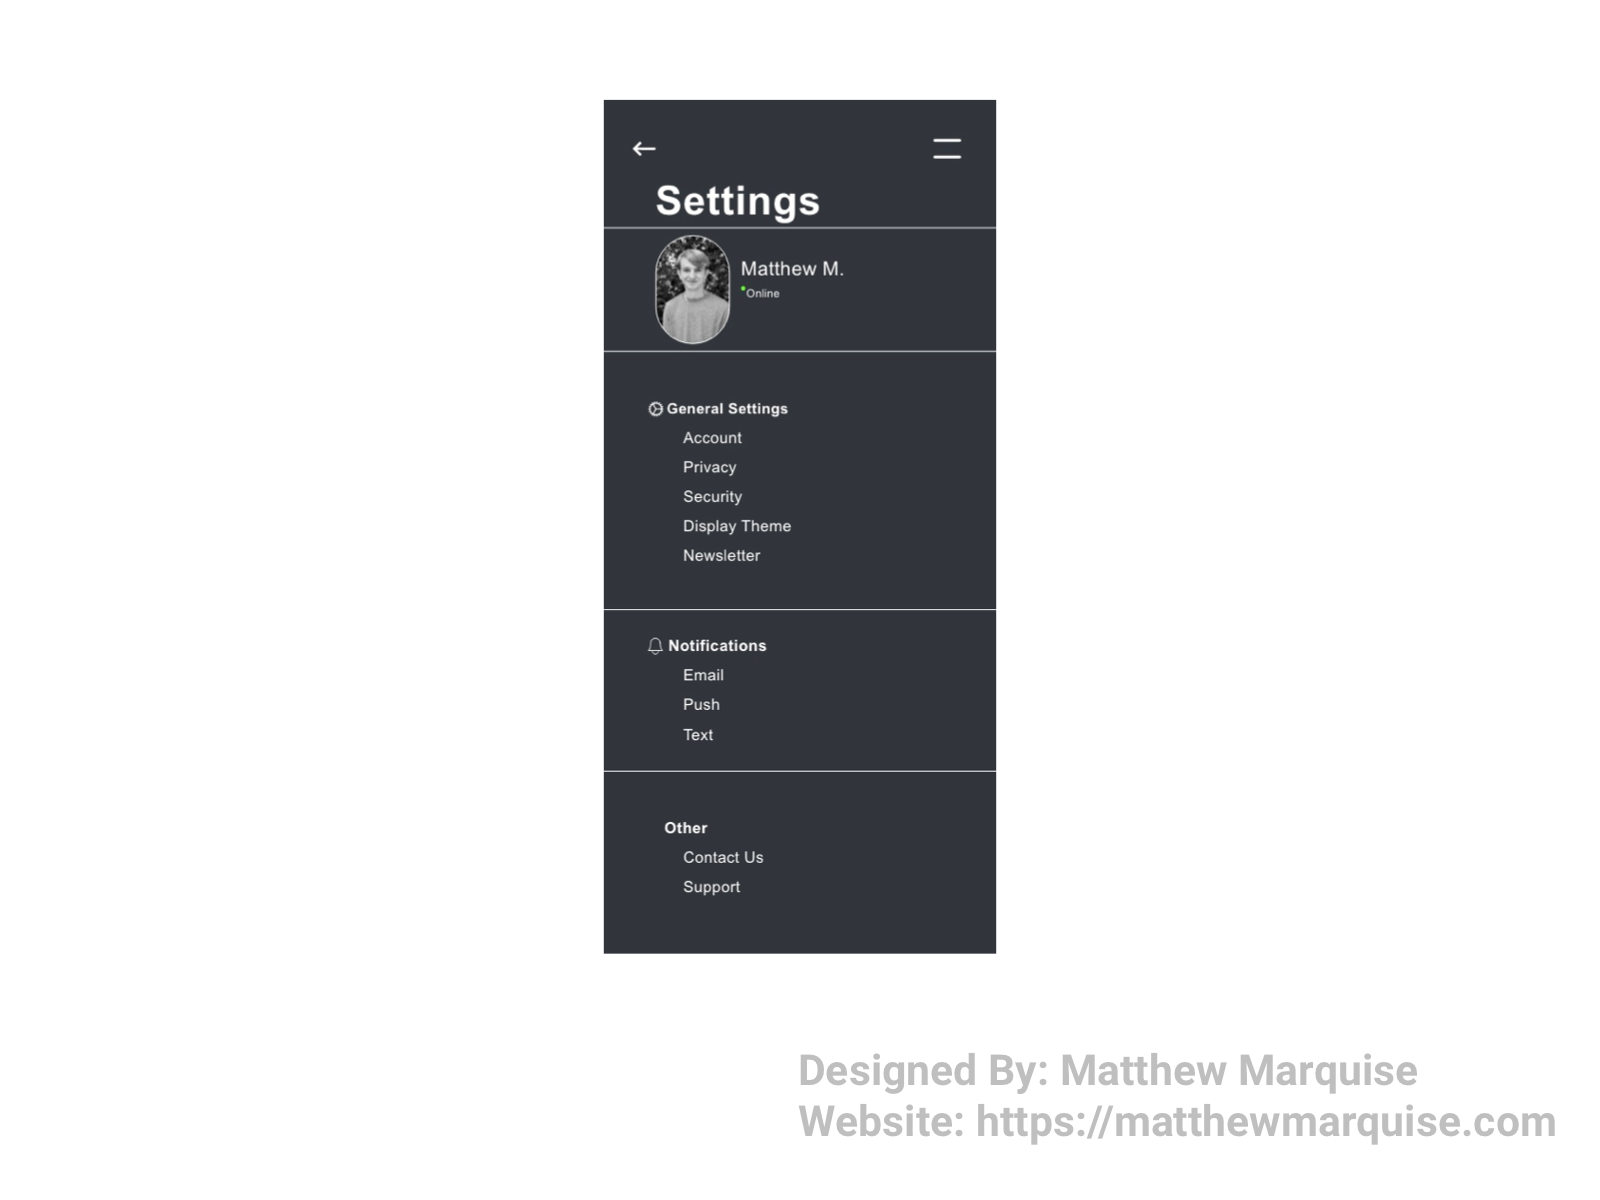 Settings
Matthew M.
Online
General Settings
Account
Privacy
Security
Display Theme
Newsletter
Notifications
Email
Push
Text
Other
Contact Us
Support
Designed By: Matthew Marquise
Website: https://matthewmarquise.com